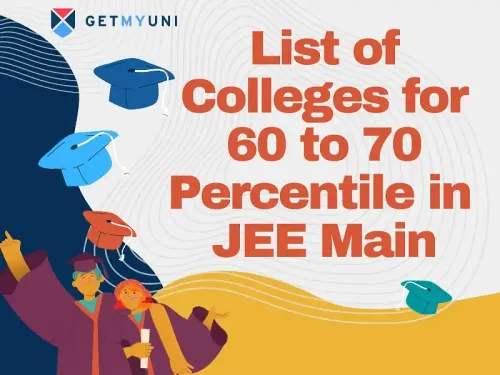 GETMYUNI
List of
Colleges for
60 to 70
Percentile in
JEE Main